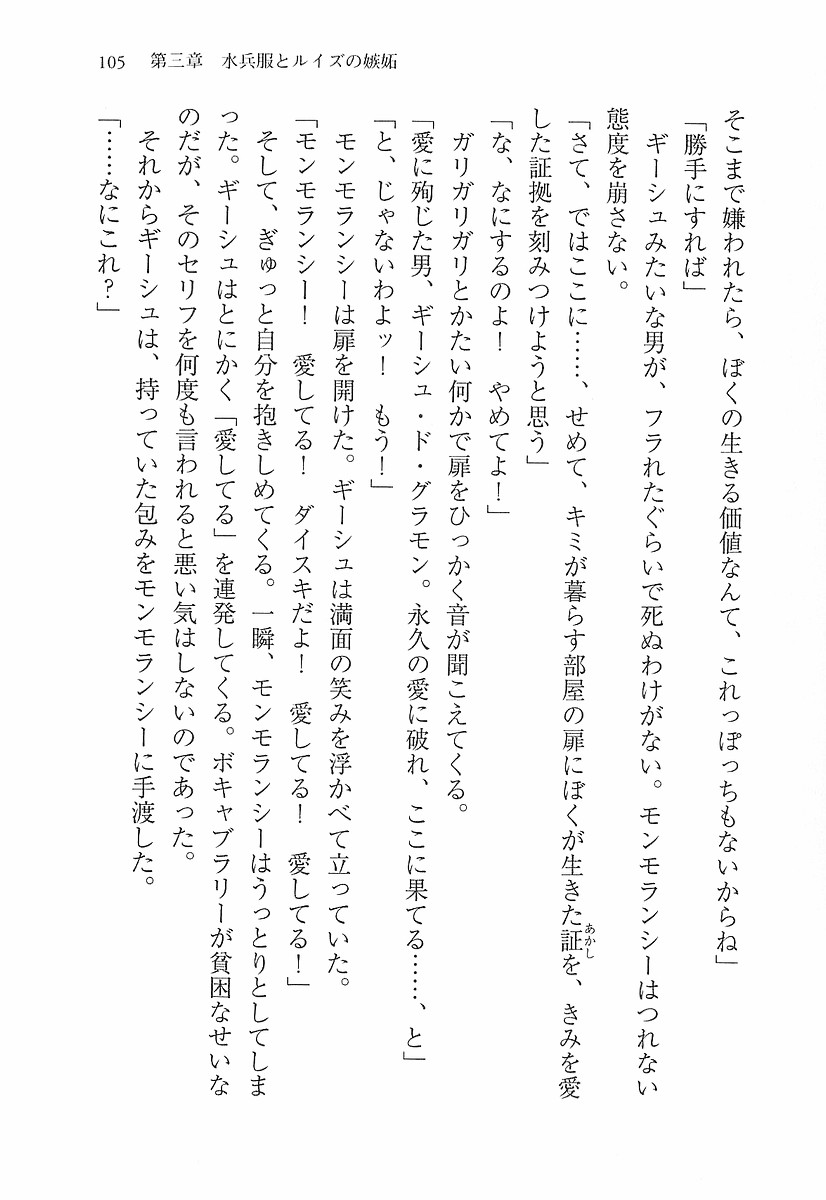 105　第三章　水兵服とルイズの嫉妬
そこまで嫌われたら、ぼくの生きる価値なんて、これっぽっちもないからね」
「勝手にすれば」
　ギーシュみたいな男が、フラれたぐらいで死ぬわけがない。モンモランシーはつれない
態度を崩さない。
「さて、ではここに……、せめて、キミが暮らす部屋の扉にぼくが生きた証を、きみを愛
あかし
した証拠を刻みつけようと思う」
「な、なにするのよ！　やめてよ！」
　ガリガリガリとかたい何かで扉をひっかく音が聞こえてくる。
「愛に殉じた男、ギーシュ・ド・グラモン。永久の愛に破れ、ここに果てる……、と」
「と、じゃないわよッ！　もう！」
　モンモランシーは扉を開けた。ギーシュは満面の笑みを浮かべて立っていた。
「モンモランシー！　愛してる！　ダイスキだよ！　愛してる！　愛してる！」
　そして、ぎゅっと自分を抱きしめてくる。一瞬、モンモランシーはうっとりとしてしま
った。ギーシュはとにかく「愛してる」を連発してくる。ボキャブラリーが貧困なせいな
のだが、そのセリフを何度も言われると悪い気はしないのであった。
　それからギーシュは、持っていた包みをモンモランシーに手渡した。
「……なにこれ？」